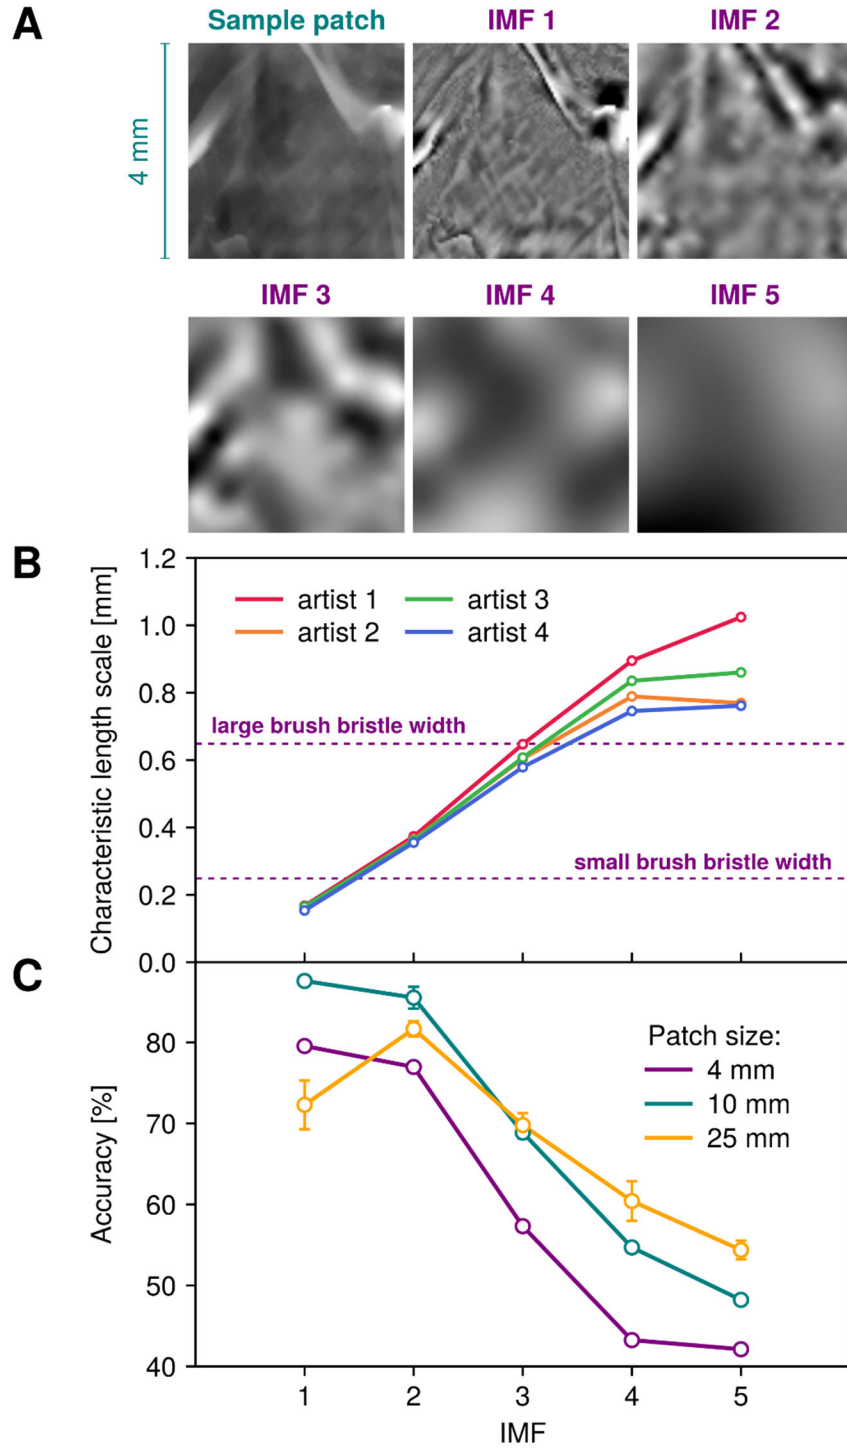 A
Sample patch
IMF 1
IMF 2
4 mm
IMF 3
IMF 4
IMF 5
B
Characteristic length scale [mm]
1.2
1.0
0.8
0.6
0.4
0.2
0.0
artist 1
artist 3
artist 2
artist 4
large brush bristle width
small brush bristle width
C
Accuracy [%]
80
70
60
50
40
Patch size:
4 mm
10 mm
25 mm
1 2 3 4 5
IMF